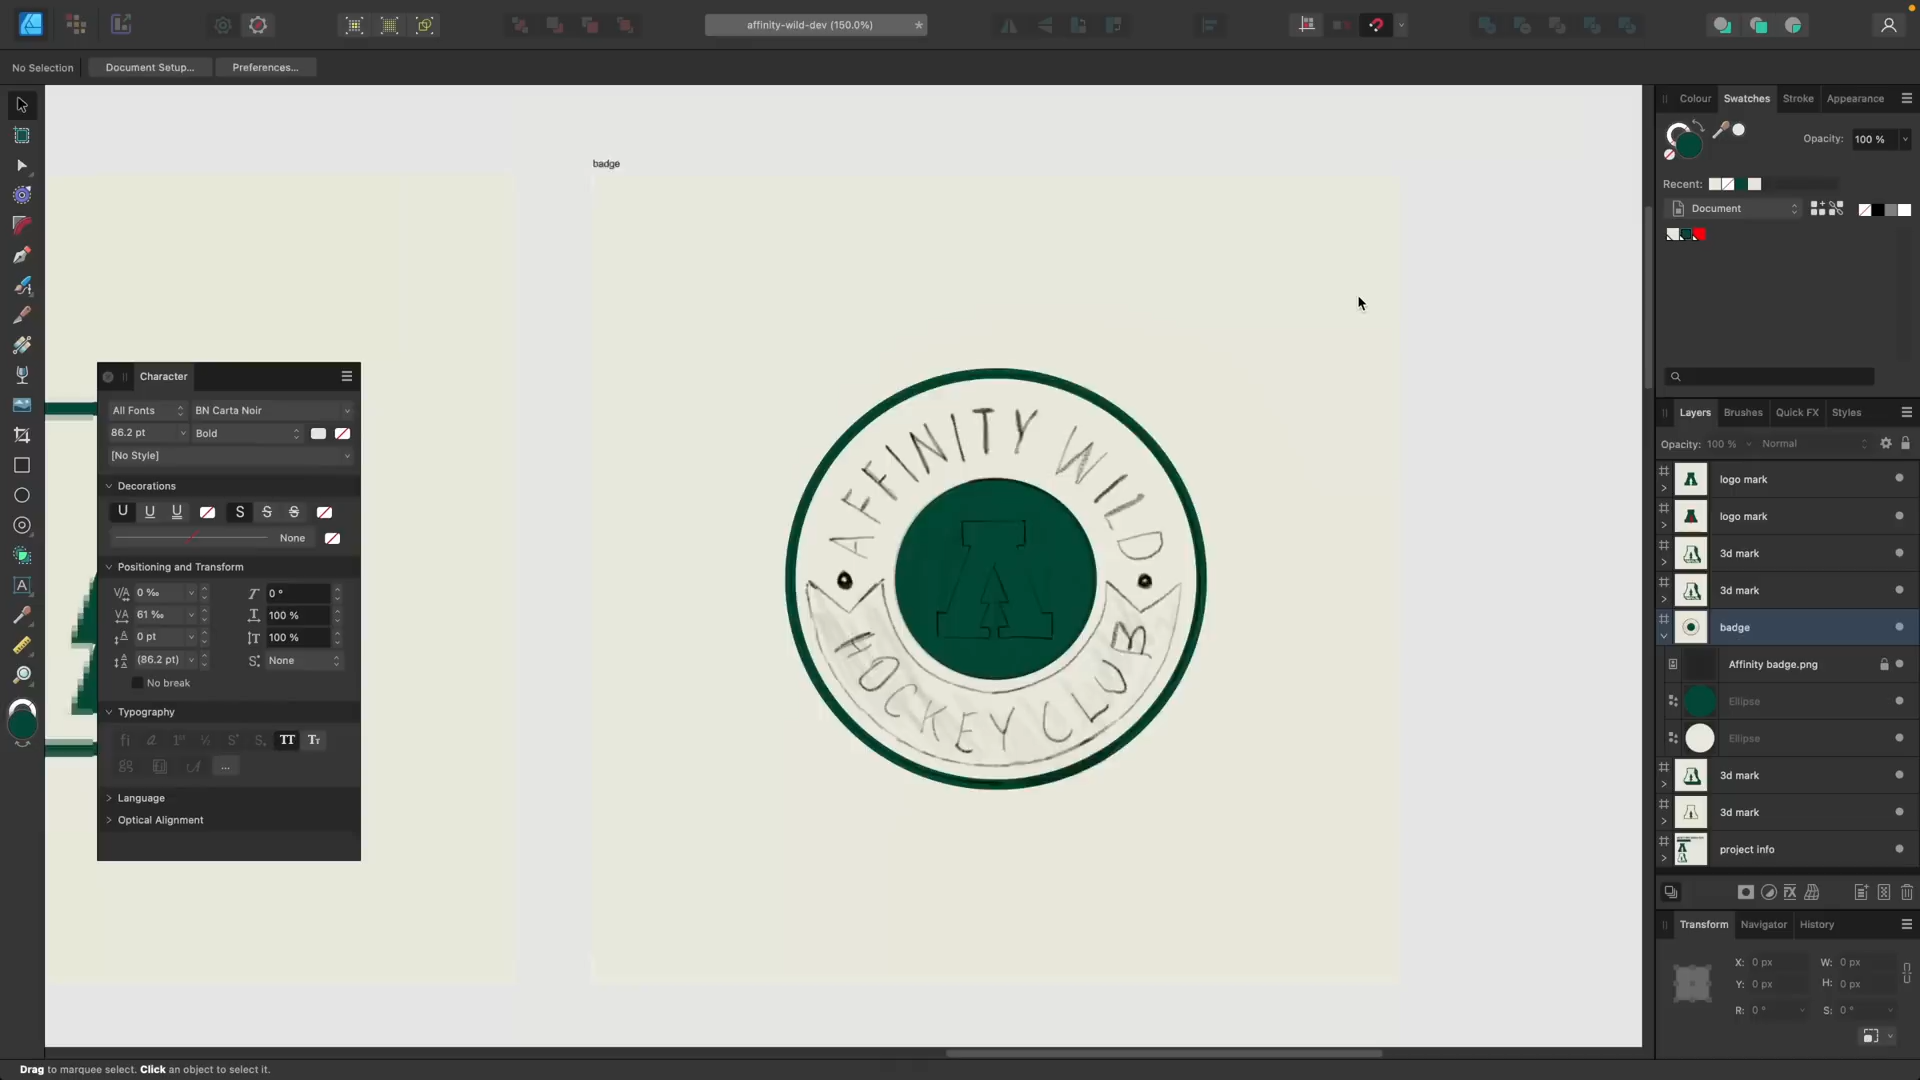 affinity-wild-dev (150.0%)
*
No Selection
Document Setup...
Preferences...
Colour
Swatches
Stroke
Appearance
Opacity:
100 %
Recent:
Document
badge
AFFINITY WILD
A
HOCKEY CLUB
Character
All Fonts
BN Carta Noir
86.2 pt
Bold
[No Style]
Decorations
U U U S S S
None
Positioning and Transform
V/A 0 ‰
0 °
VA 61 ‰
100 %
0 pt
100 %
(86.2 pt)
None
No break
Typography
TT
Tт
...
Language
Optical Alignment
Layers
Brushes
Quick FX
Styles
Opacity: 100 %
Normal
logo mark
logo mark
3d mark
3d mark
badge
Affinity badge.png
Ellipse
Ellipse
3d mark
3d mark
project info
Transform
Navigator
History
X: 0 px
W: 0 px
Y: 0 px
H: 0 px
R: 0 °
S: 0 °
Drag to marquee select. Click an object to select it.